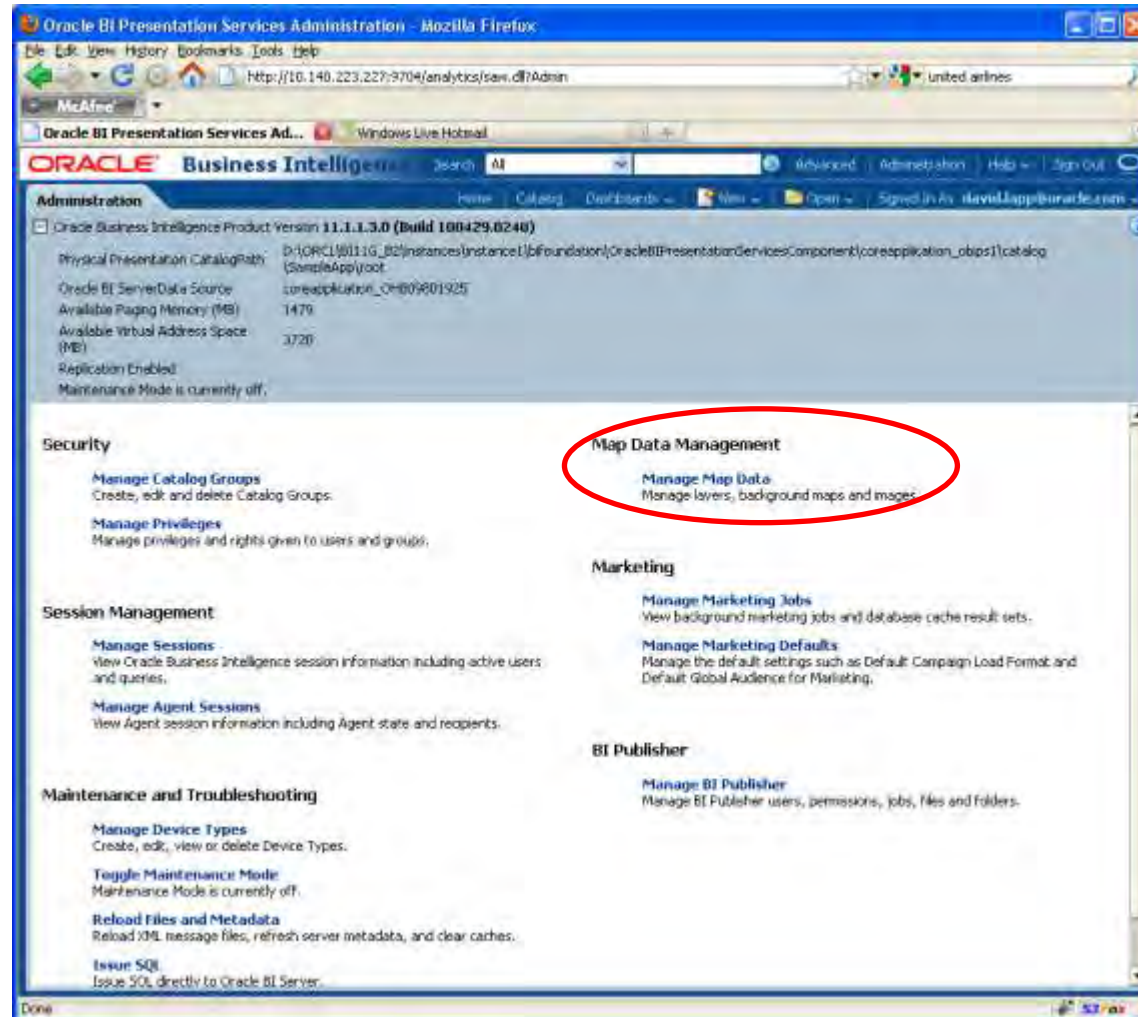 Oracle BI Presentation Services Administration - Mozilla Firefox
File Edit View History Bookmarks Tools Help
http://10.140.223.227:9704/analytics/saw.dll?Admin
united airlines
McAfee
Oracle BI Presentation Services Ad...
Windows Live Hotmail
ORACLE Business Intelligence Search All Advanced Administration Help Sign Out
Administration Home Catalog Dashboards New Open Signed In As david.lapp@oracle.com
Oracle Business Intelligence Product Version 11.1.1.3.0 (Build 100429.0240)
Physical Presentation CatalogPath D:\ORCL\BI11G_B2\instances\instance1\bifoundation\OracleBIPresentationServicesComponent\coreapplication_obips1\catalog
\SampleApp\root
Oracle BI ServerData Source coreapplication_OH809801925
Available Paging Memory (MB) 1479
Available Virtual Address Space
(MB) 3720
Replication Enabled
Maintenance Mode is currently off.
Security
Manage Catalog Groups
Create, edit and delete Catalog Groups.
Manage Privileges
Manage privileges and rights given to users and groups.
Session Management
Manage Sessions
View Oracle Business Intelligence session information including active users
and queries.
Manage Agent Sessions
View Agent session information including Agent state and recipients.
Maintenance and Troubleshooting
Manage Device Types
Create, edit, view or delete Device Types.
Toggle Maintenance Mode
Maintenance Mode is currently off.
Reload Files and Metadata
Reload XML message files, refresh server metadata, and clear caches.
Issue SQL
Issue SQL directly to Oracle BI Server.
Map Data Management
Manage Map Data
Manage layers, background maps and images.
Marketing
Manage Marketing Jobs
View background marketing jobs and database cache result sets.
Manage Marketing Defaults
Manage the default settings such as Default Campaign Load Format and
Default Global Audience for Marketing.
BI Publisher
Manage BI Publisher
Manage BI Publisher users, permissions, jobs, files and folders.
Done